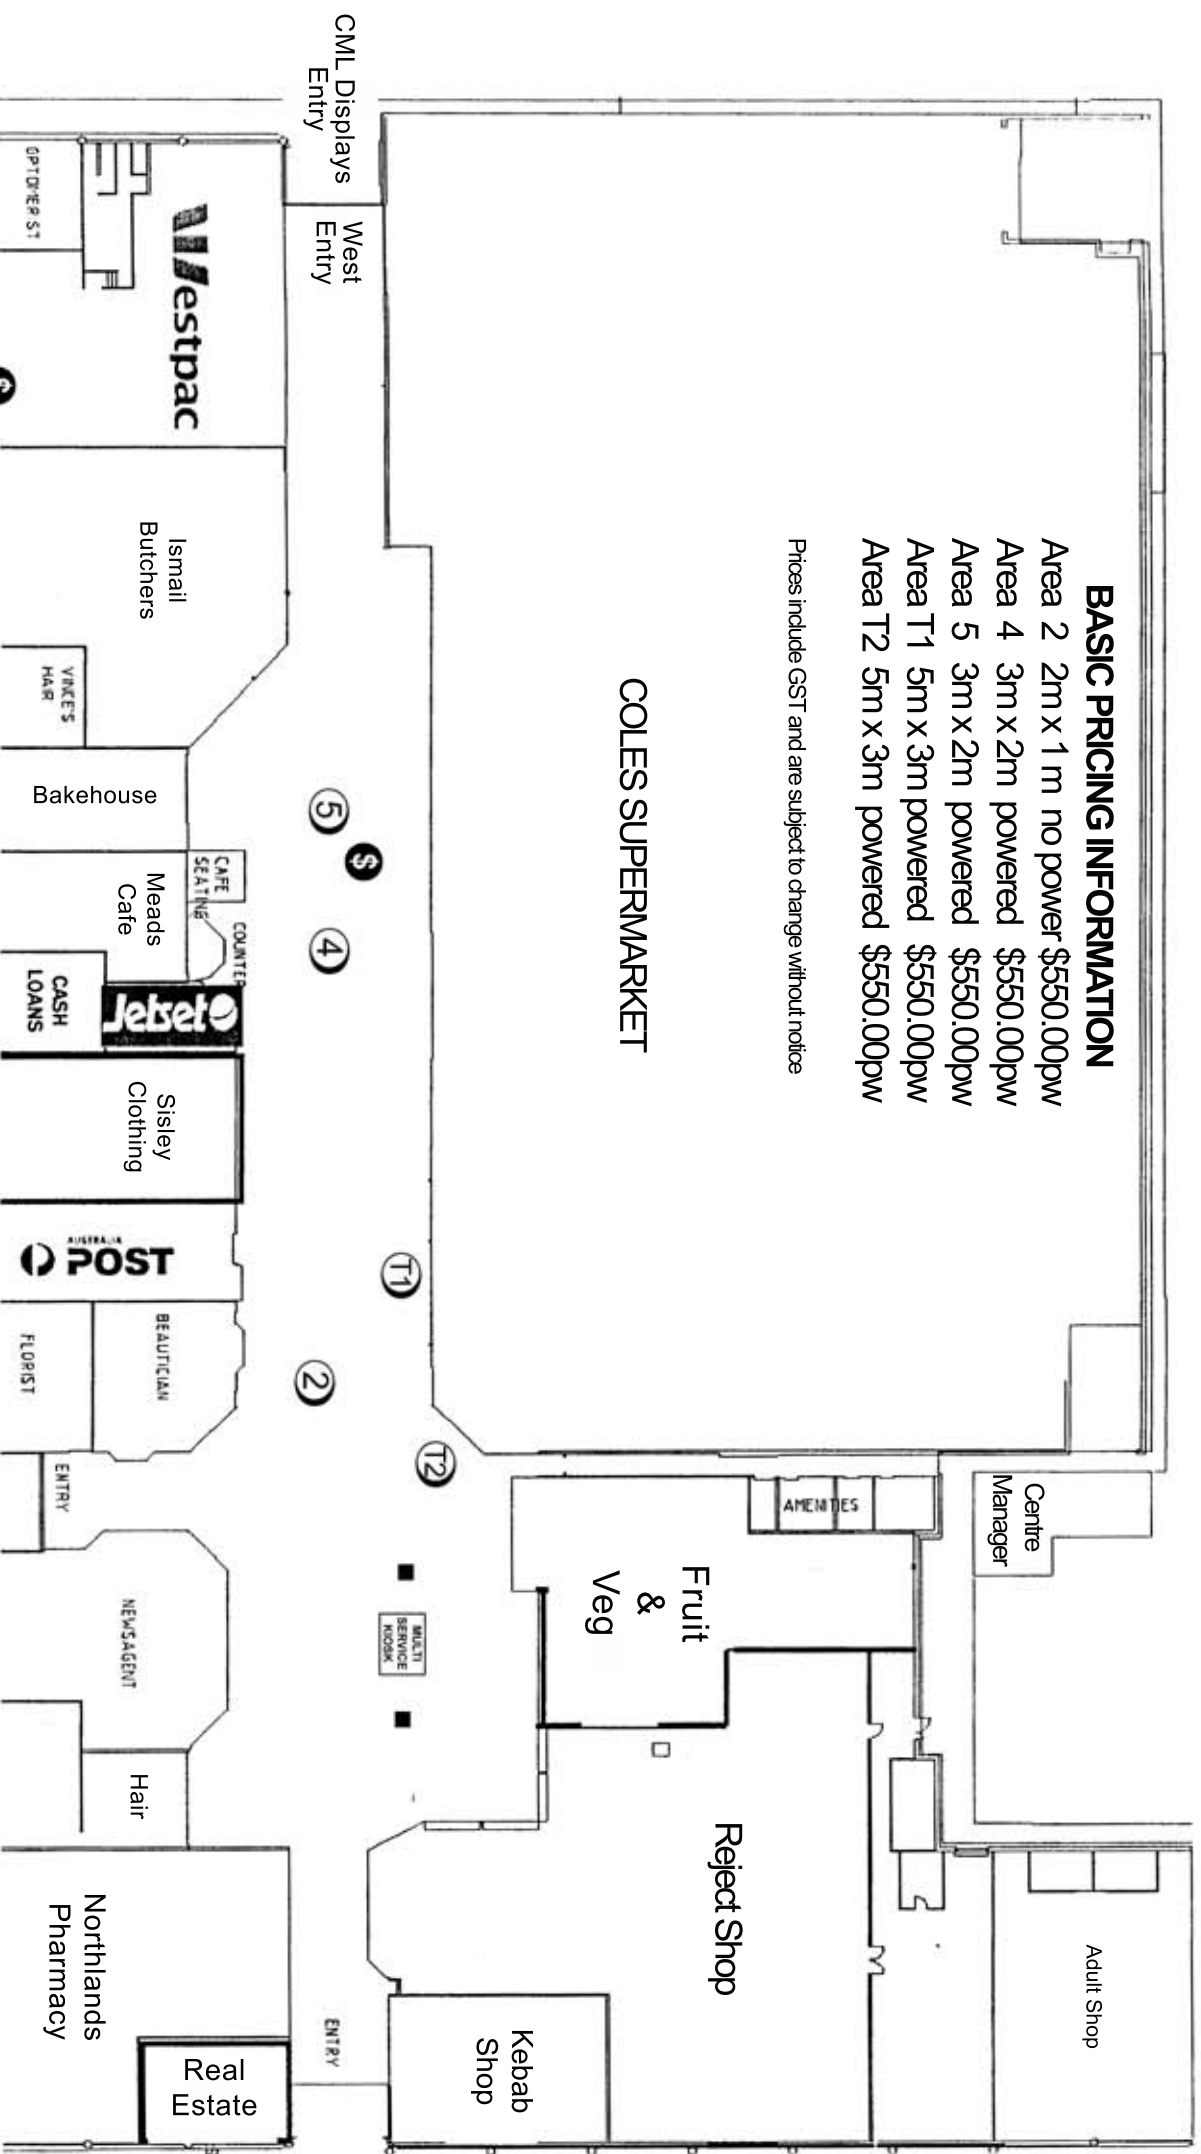 CML Displays
Entry
West
Entry
BASIC PRICING INFORMATION
Area 2 2m x 1 m no power $550.00pw
Area 4 3m x 2m powered $550.00pw
Area 5 3m x 2m powered $550.00pw
Area T1 5m x 3m powered $550.00pw
Area T2 5m x 3m powered $550.00pw
Prices include GST and are subject to change without notice
COLES SUPERMARKET
OPTOMERST
Westpac
$
Ismail
Butchers
VINCE'S
HAIR
Bakehouse
5
$
4
CAFE
SEATING
COUNTER
Meads
Cafe
CASH
LOANS
Jetset
Sisley
Clothing
AUSTRALIA
POST
T1
2
T2
BEAUTICIAN
FLORIST
ENTRY
NEWSAGENT
Hair
MULTI
SERVICE
KIOSK
AMENITIES
Centre
Manager
Fruit
&
Veg
Reject Shop
Adult Shop
Northlands
Pharmacy
Real
Estate
ENTRY
Kebab
Shop